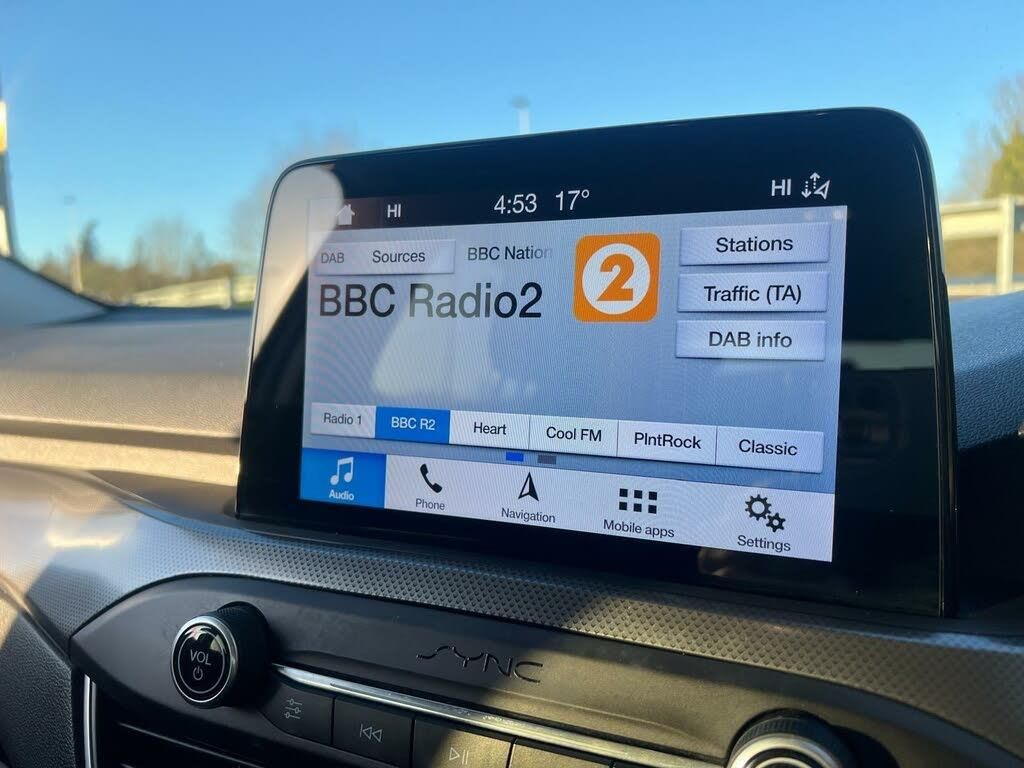 HI 4:53 17° HI
DAB Sources BBC Nation
BBC Radio2
2
Stations
Traffic (TA)
DAB info
Radio 1 BBC R2 Heart Cool FM PlntRock Classic
Audio Phone Navigation Mobile apps Settings
VOL
SYNC